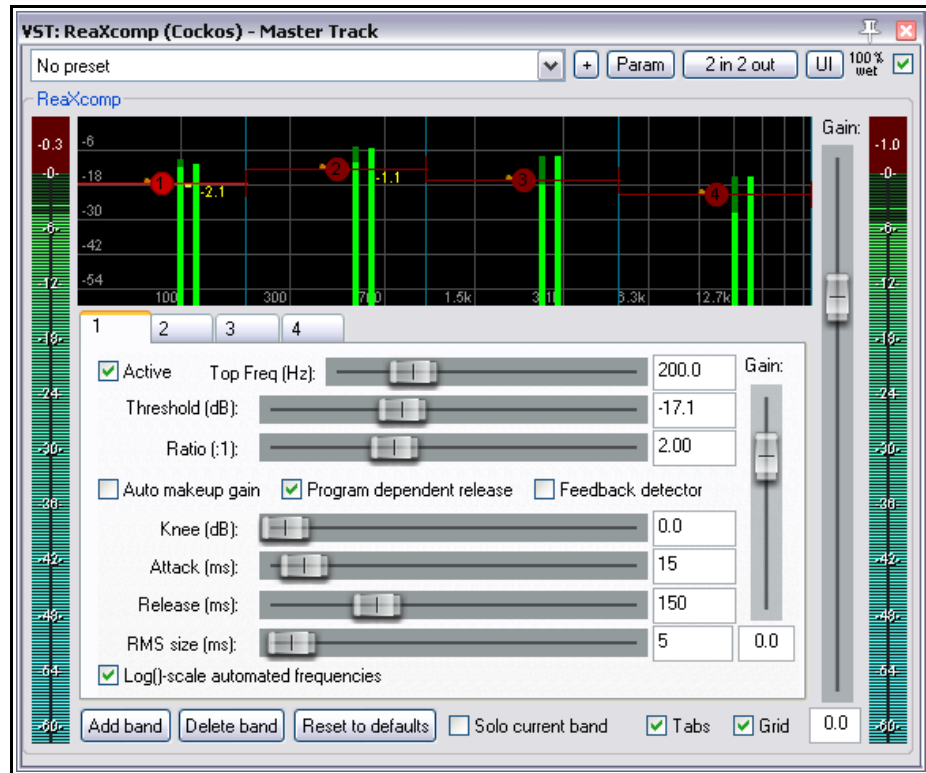 VST: ReaXcomp (Cockos) - Master Track
No preset + Param 2 in 2 out UI 100% wet
ReaXcomp
Gain:
-0.3 -6 -1.0
-0- -18 1 2 3 4 -0-
-2.1 -1.1
-30
-6- -42 -6-
-12- -54 -12-
100 300 1.5k 6.3k 12.7k
1 2 3 4
-18- -18-
Active Top Freq (Hz): 200.0 Gain:
-24- Threshold (dB): -17.1 -24-
-30- Ratio (:1): 2.00 -30-
Auto makeup gain Program dependent release Feedback detector
-36- -36-
Knee (dB): 0.0
-42- Attack (ms): 15 -42-
Release (ms): 150
-48- -48-
RMS size (ms): 5 0.0
-54- Log()-scale automated frequencies -54-
-60- Add band Delete band Reset to defaults Solo current band Tabs Grid 0.0 -60-